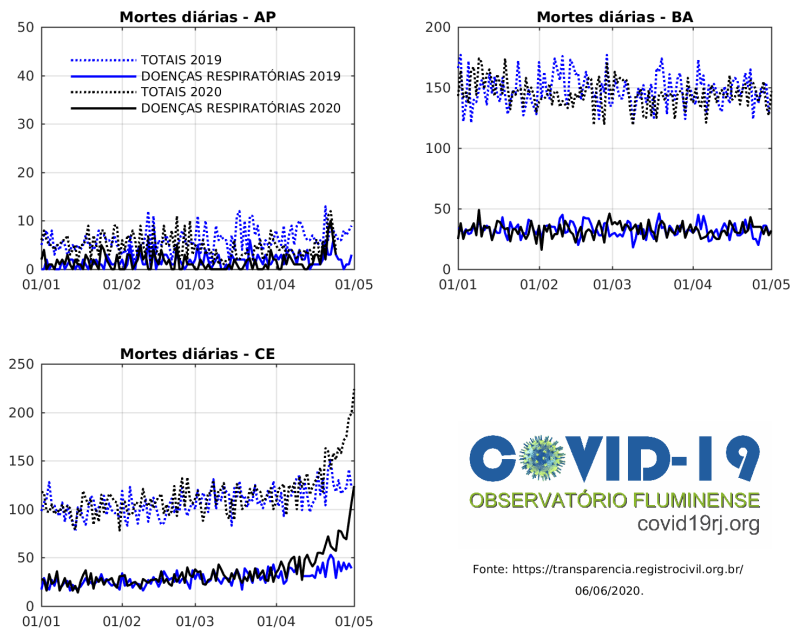 Mortes diárias - AP
50
40
30
20
10
0
TOTAIS 2019
DOENÇAS RESPIRATÓRIAS 2019
TOTAIS 2020
DOENÇAS RESPIRATÓRIAS 2020
01/01 01/02 01/03 01/04 01/05
Mortes diárias - BA
200
150
100
50
0
01/01 01/02 01/03 01/04 01/05
Mortes diárias - CE
250
200
150
100
50
0
01/01 01/02 01/03 01/04 01/05
COVID-19
OBSERVATÓRIO FLUMINENSE
covid19rj.org
Fonte: https://transparencia.registrocivil.org.br/
06/06/2020.